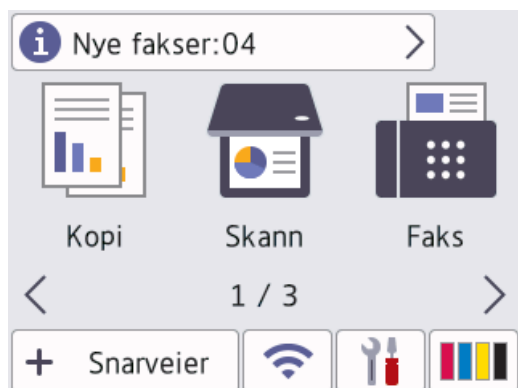 Nye fakser:04
Kopi
Skann
Faks
1 / 3
Snarveier